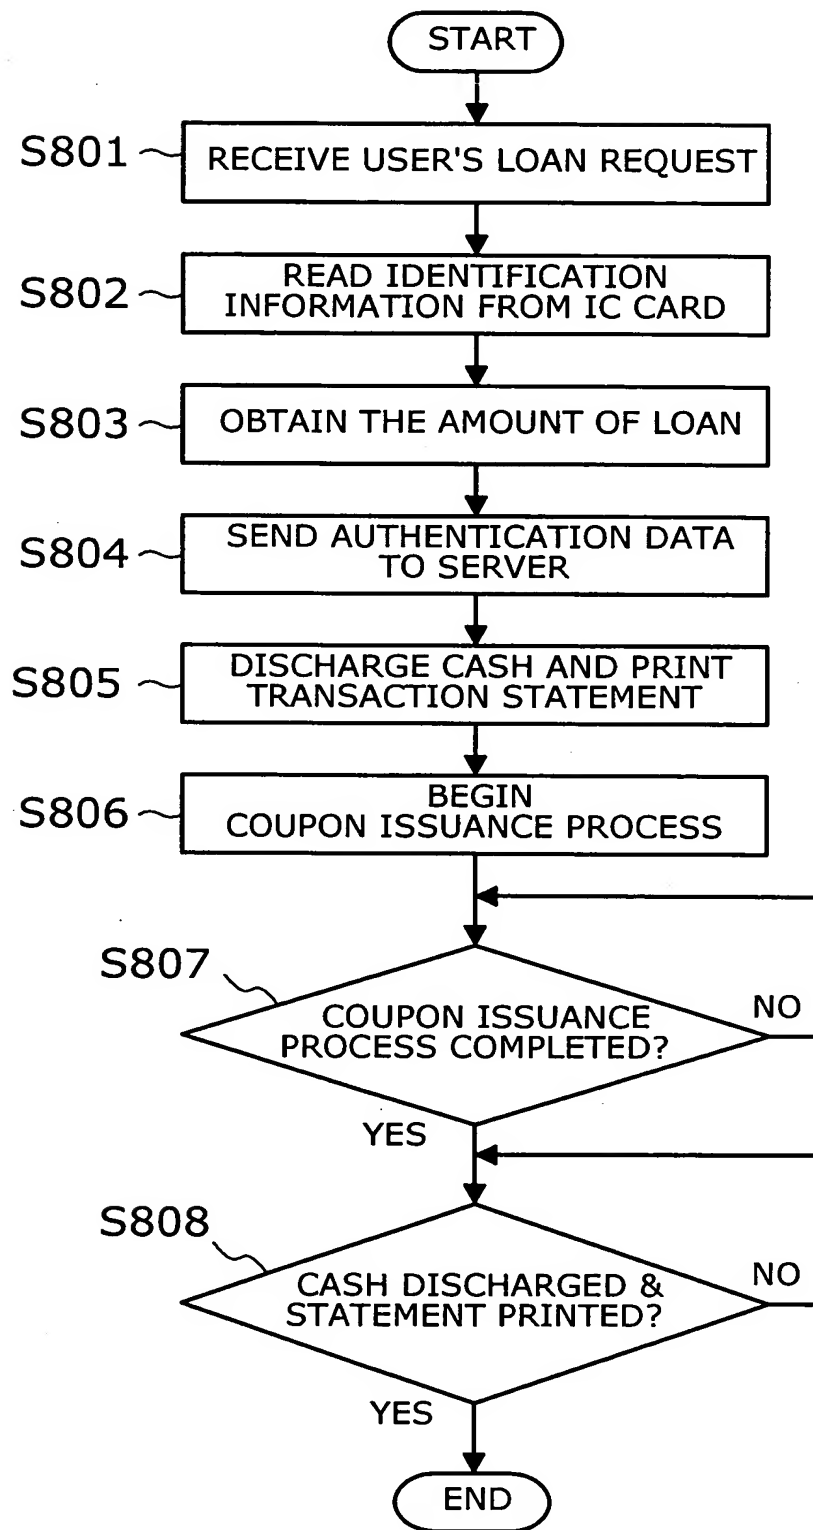 START
S801
RECEIVE USER'S LOAN REQUEST
S802
READ IDENTIFICATION
INFORMATION FROM IC CARD
S803
OBTAIN THE AMOUNT OF LOAN
S804
SEND AUTHENTICATION DATA
TO SERVER
S805
DISCHARGE CASH AND PRINT
TRANSACTION STATEMENT
S806
BEGIN
COUPON ISSUANCE PROCESS
S807
COUPON ISSUANCE
PROCESS COMPLETED?
NO
YES
S808
CASH DISCHARGED &
STATEMENT PRINTED?
NO
YES
END